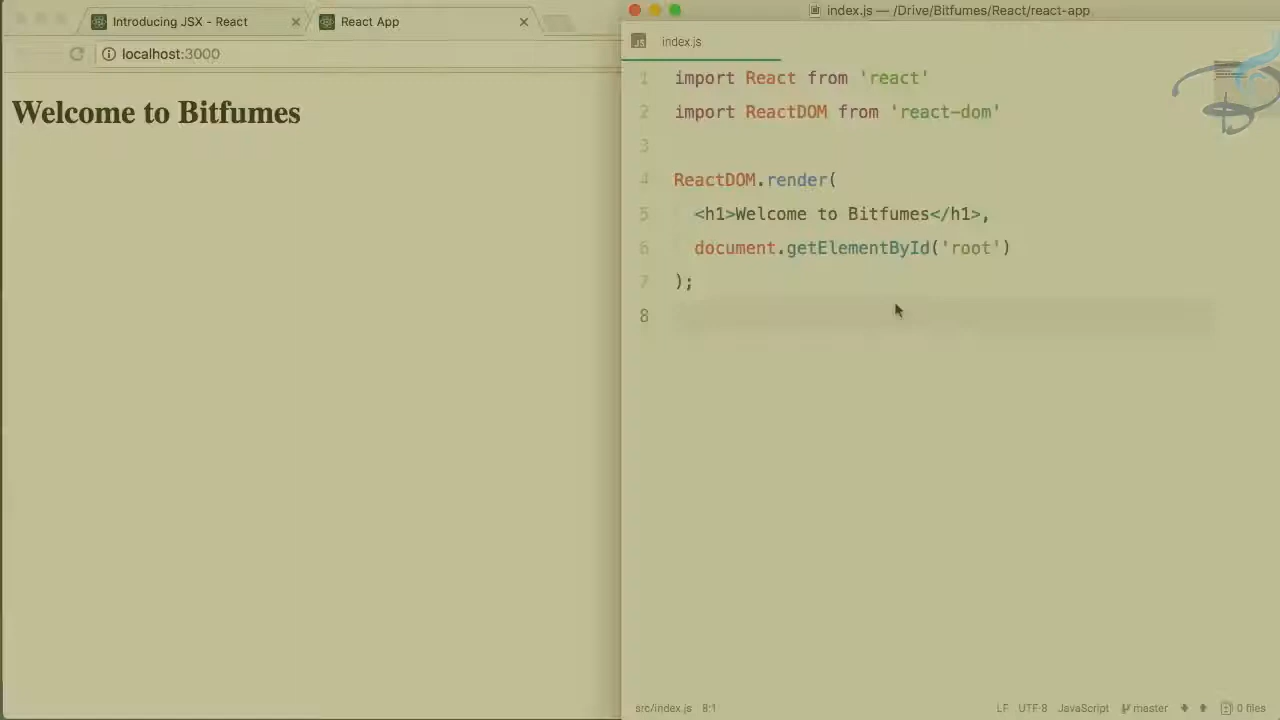 Introducing JSX - React
React App
localhost:3000
Welcome to Bitfumes
index.js — /Drive/Bitfumes/React/react-app
JS index.js
1 import React from 'react'
2 import ReactDOM from 'react-dom'
3
4 ReactDOM.render(
5 <h1>Welcome to Bitfumes</h1>,
6 document.getElementById('root')
7 );
8
src/index.js 8:1
LF UTF-8 JavaScript master 0 files